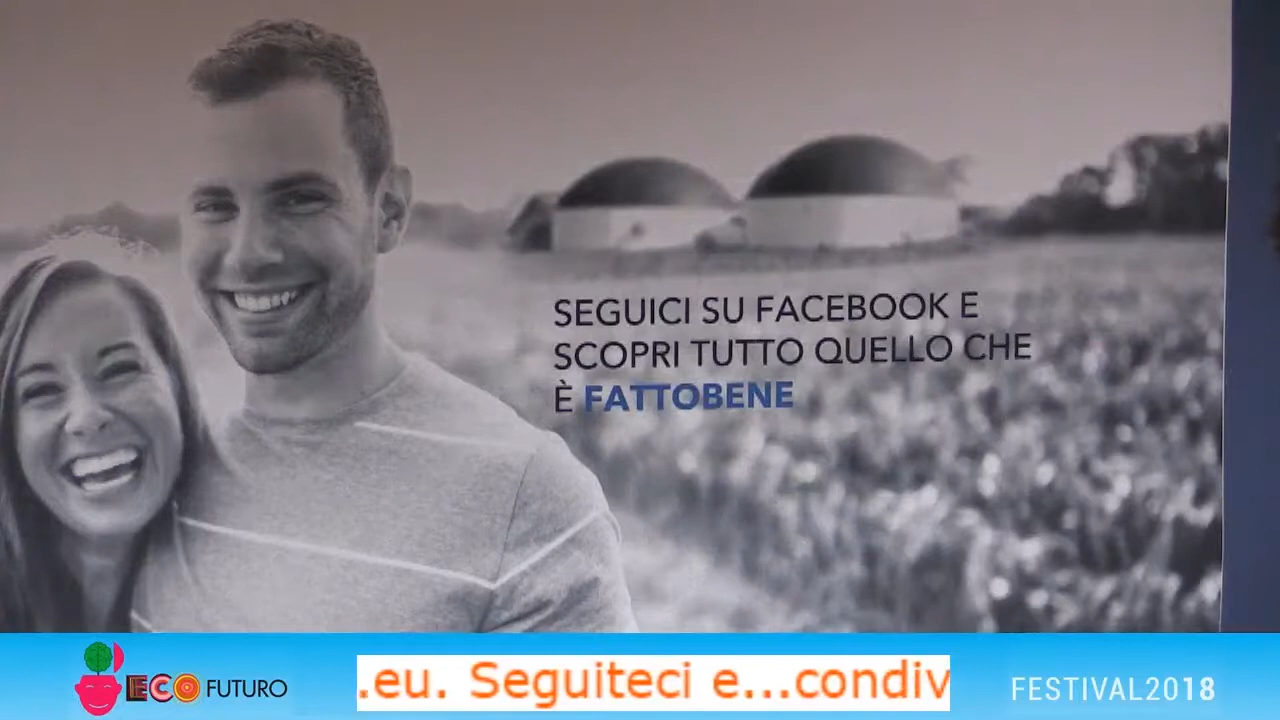 SEGUICI SU FACEBOOK E
SCOPRI TUTTO QUELLO CHE
È FATTOBENE
ECO FUTURO
.eu. Seguiteci e...condiv
FESTIVAL2018